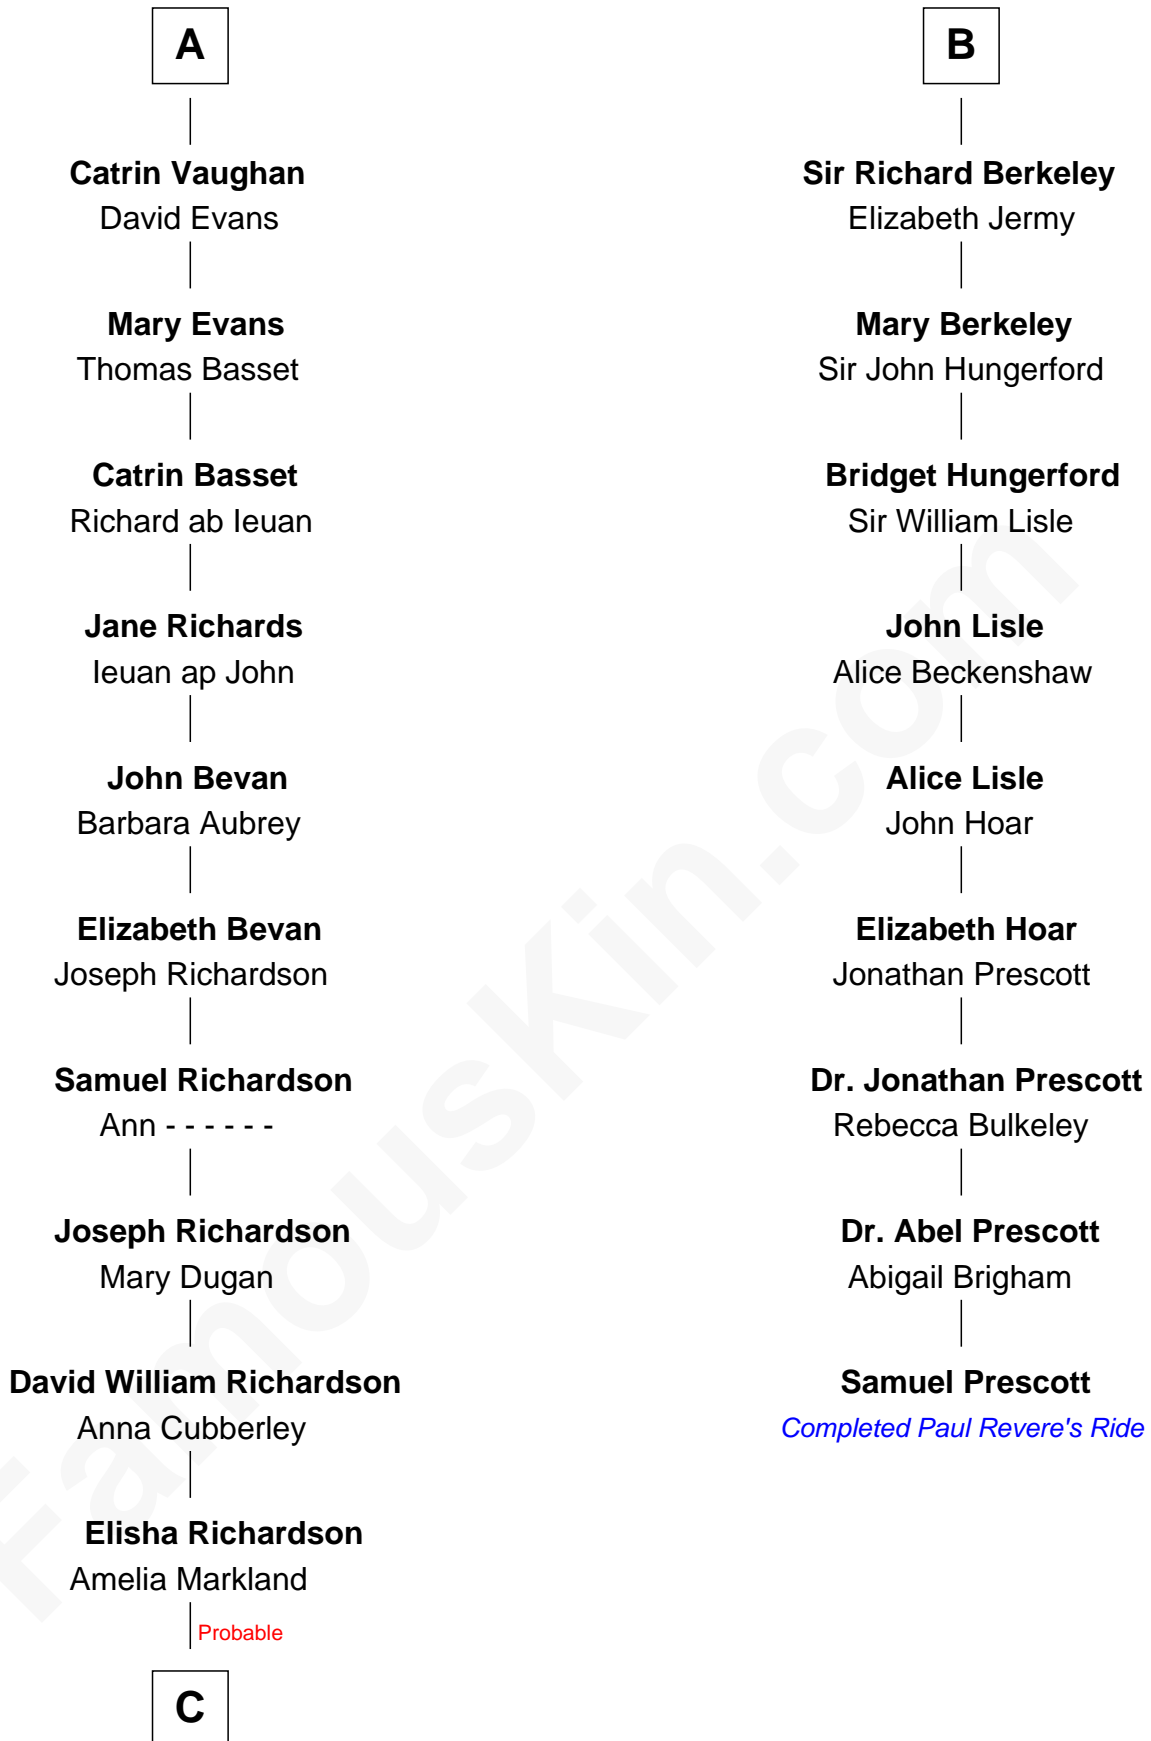 A
Catrin Vaughan
David Evans
Mary Evans
Thomas Basset
Catrin Basset
Richard ab Ieuan
Jane Richards
Ieuan ap John
John Bevan
Barbara Aubrey
Elizabeth Bevan
Joseph Richardson
Samuel Richardson
Ann - - - - - -
Joseph Richardson
Mary Dugan
David William Richardson
Anna Cubberley
Elisha Richardson
Amelia Markland
Probable
C
B
Sir Richard Berkeley
Elizabeth Jermy
Mary Berkeley
Sir John Hungerford
Bridget Hungerford
Sir William Lisle
John Lisle
Alice Beckenshaw
Alice Lisle
John Hoar
Elizabeth Hoar
Jonathan Prescott
Dr. Jonathan Prescott
Rebecca Bulkeley
Dr. Abel Prescott
Abigail Brigham
Samuel Prescott
Completed Paul Revere's Ride
FamousKin.com